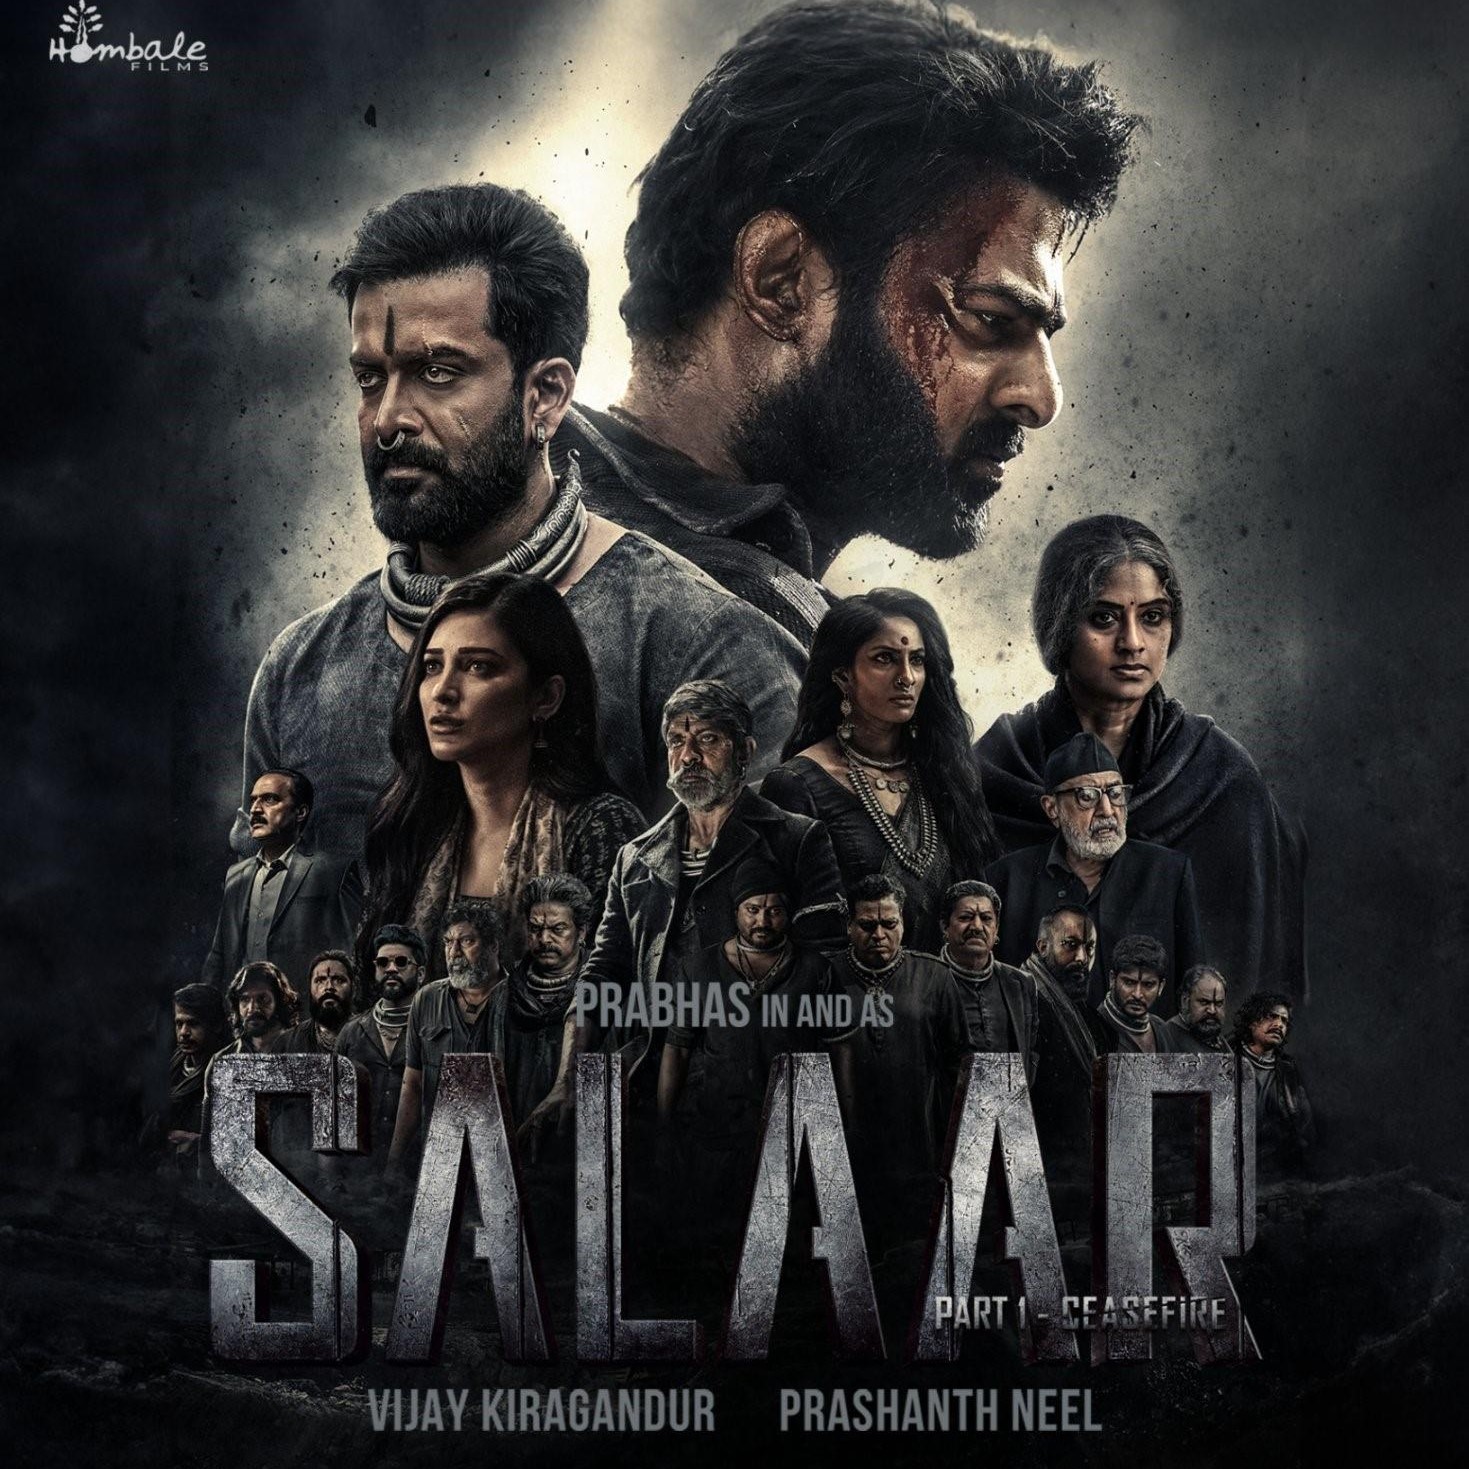 Hombale
FILMS
PRABHAS IN AND AS
SALAAR
PART 1 - CEASEFIRE
VIJAY KIRAGANDUR PRASHANTH NEEL